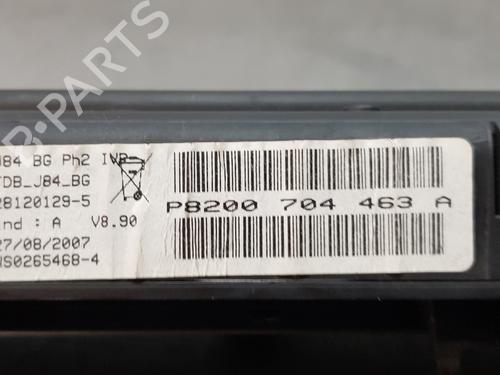 J84 BG Ph2 IVP
TDB_J84_BG
28120129-5
Ind : A V8.90
27/08/2007
NS0265468-4
P8200 704 463 A
B-PARTS